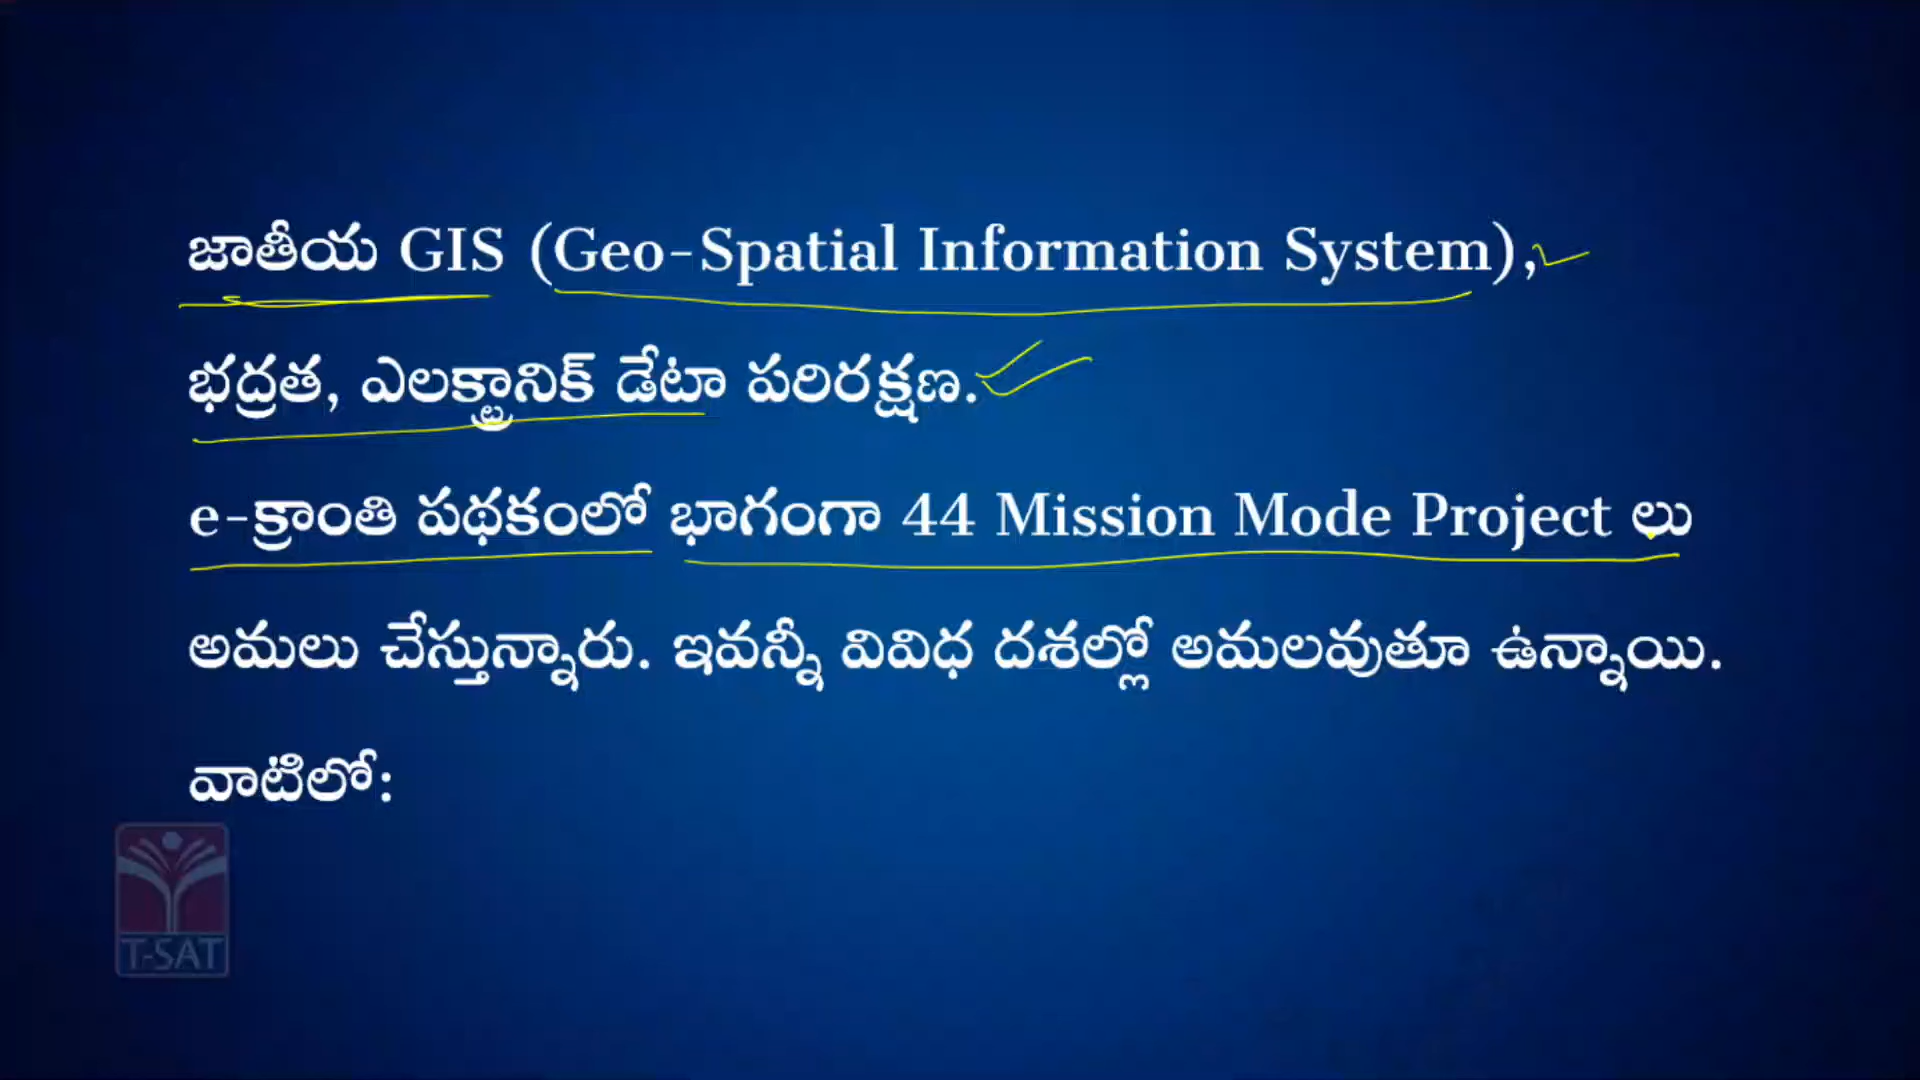 జాతీయ GIS (Geo-Spatial Information System),
భద్రత, ఎలక్ట్రానిక్ డేటా పరిరక్షణ.
e-క్రాంతి పథకంలో భాగంగా 44 Mission Mode Project లు
అమలు చేస్తున్నారు. ఇవన్నీ వివిధ దశల్లో అమలవుతూ ఉన్నాయి.
వాటిలో:
T-SAT